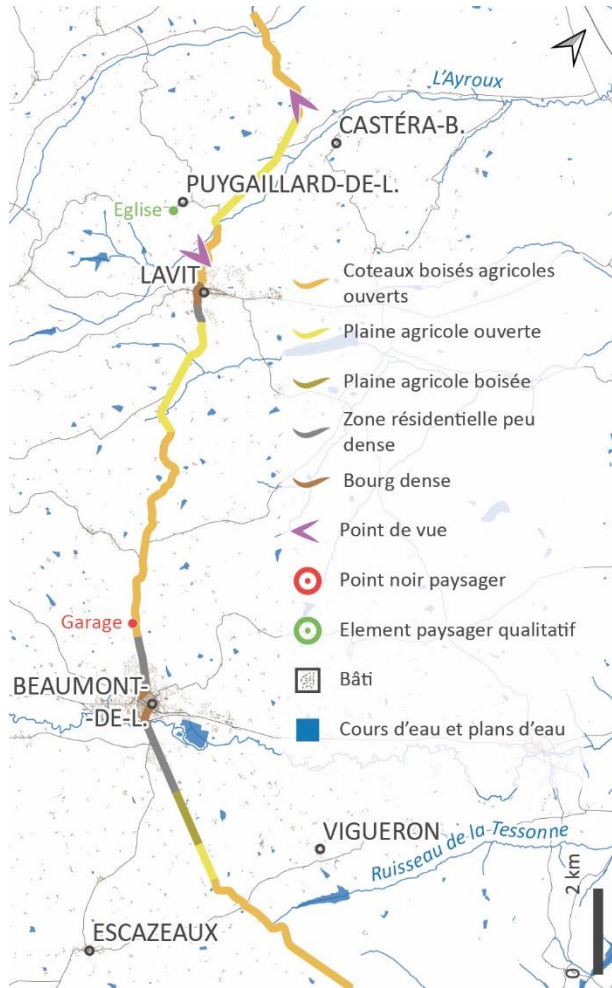 L'Ayroux
CASTÉRA-B.
PUYGAILLARD-DE-L.
Eglise
LAVIT
Coteaux boisés agricoles
ouverts
Plaine agricole ouverte
Plaine agricole boisée
Zone résidentielle peu
dense
Bourg dense
Point de vue
Point noir paysager
Garage
Element paysager qualitatif
Bâti
BEAUMONT-
-DE-L.
Cours d'eau et plans d'eau
VIGUERON
Ruisseau de la Tessonne
ESCAZEAUX
2 km
0